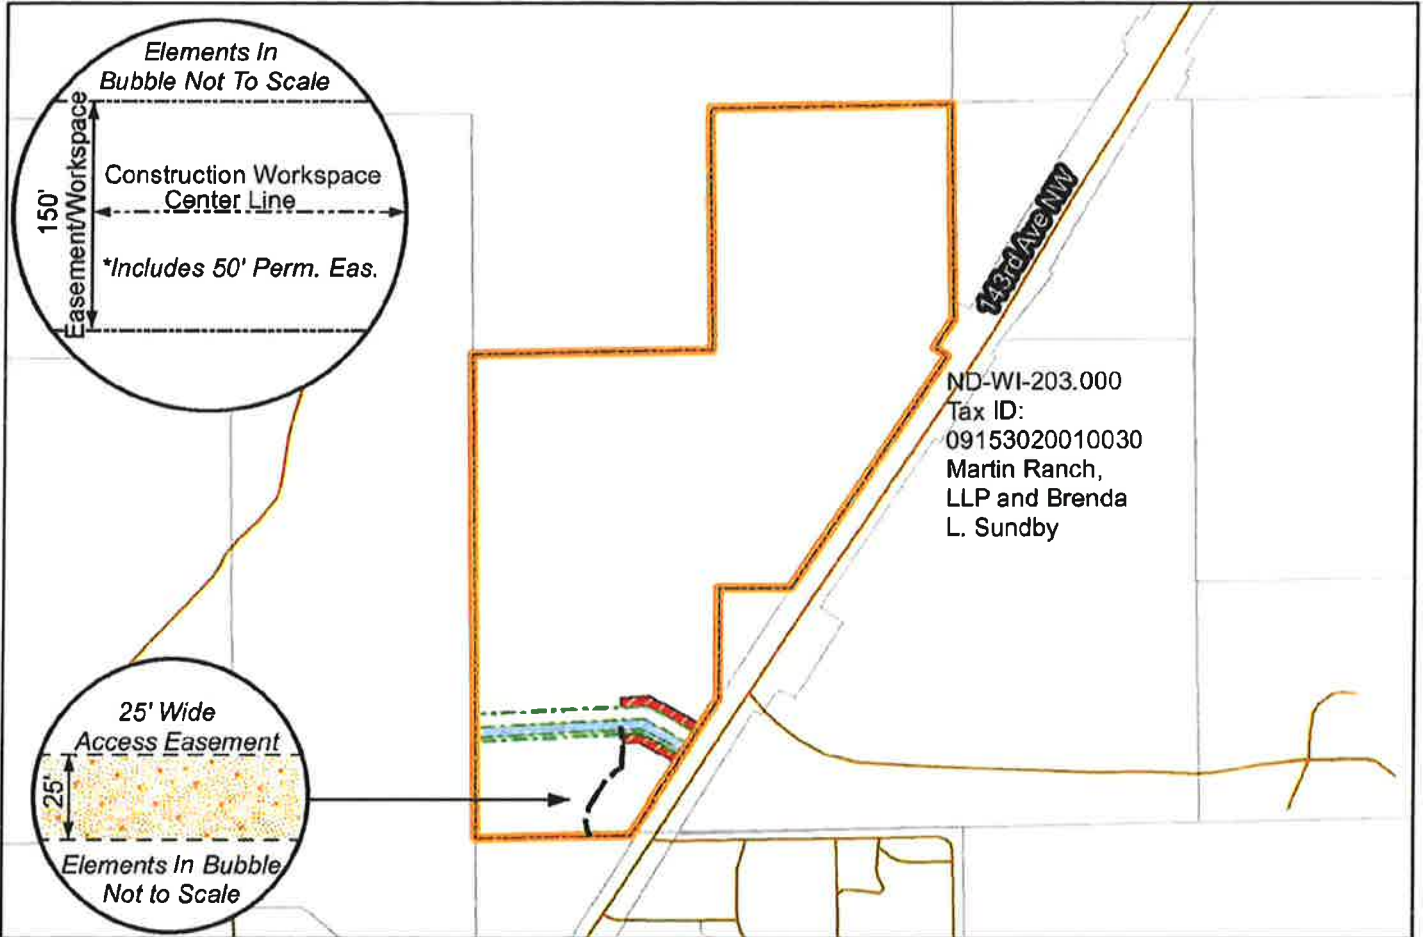 Elements In
Bubble Not To Scale
150'
Easement/Workspace
Construction Workspace
Center Line
*Includes 50' Perm. Eas.
143rd Ave NW
ND-WI-203.000
Tax ID:
09153020010030
Martin Ranch,
LLP and Brenda
L. Sundby
25' Wide
Access Easement
25'
Elements In Bubble
Not to Scale